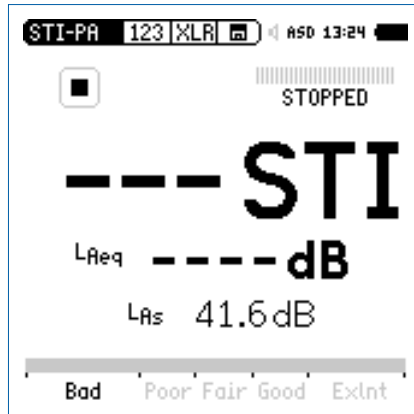 STI-PA 123 XLR ASD 13:24
STOPPED
---STI
LAeq ----dB
LAs 41.6dB
Bad Poor Fair Good Exlnt